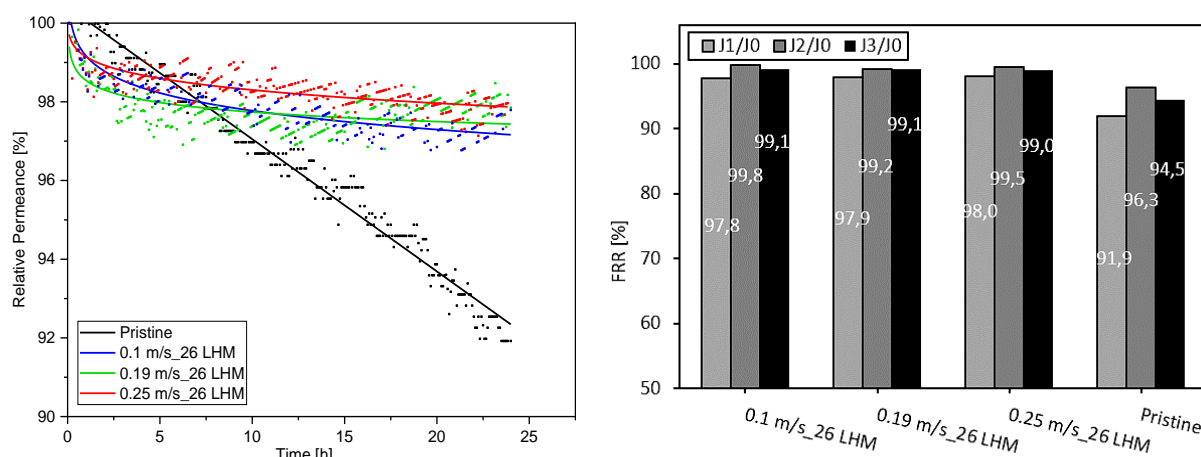 Relative Permeance [%]
100
98
96
94
92
90
0
5
10
15
20
25
Time [h]
Pristine
0.1 m/s_26 LHM
0.19 m/s_26 LHM
0.25 m/s_26 LHM
FRR [%]
100
90
80
70
60
50
J1/J0 J2/J0 J3/J0
97,8
99,8
99,1
97,9
99,2
99,1
98,0
99,5
99,0
91,9
96,3
94,5
0.1 m/s_26 LHM
0.19 m/s_26 LHM
0.25 m/s_26 LHM
Pristine